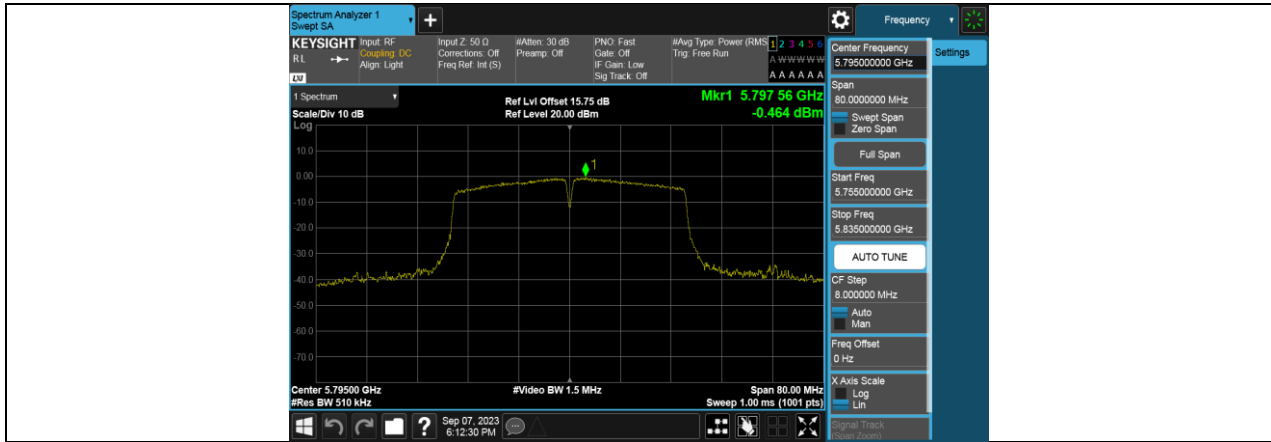 Spectrum Analyzer 1
Swept SA
Frequency
KEYSIGHT
RL
LXI
Input: RF
Coupling: DC
Align: Light
Input Z: 50 Ω
Corrections: Off
Freq Ref: Int (S)
#Atten: 30 dB
Preamp: Off
PNO: Fast
Gate: Off
IF Gain: Low
Sig Track: Off
#Avg Type: Power (RMS
Trig: Free Run
1 2 3 4 5 6
A W W W W W
A A A A A A
1 Spectrum
Scale/Div 10 dB
Log
Ref Lvl Offset 15.75 dB
Ref Level 20.00 dBm
Mkr1 5.797 56 GHz
-0.464 dBm
10.0
0.00
-10.0
-20.0
-30.0
-40.0
-50.0
-60.0
-70.0
1
Center 5.79500 GHz
#Res BW 510 kHz
#Video BW 1.5 MHz
Span 80.00 MHz
Sweep 1.00 ms (1001 pts)
?
Sep 07, 2023
6:12:30 PM
Center Frequency
5.795000000 GHz
Span
80.0000000 MHz
Swept Span
Zero Span
Full Span
Start Freq
5.755000000 GHz
Stop Freq
5.835000000 GHz
AUTO TUNE
CF Step
8.000000 MHz
Auto
Man
Freq Offset
0 Hz
X Axis Scale
Log
Lin
Signal Track
(Span Zoom)
Settings